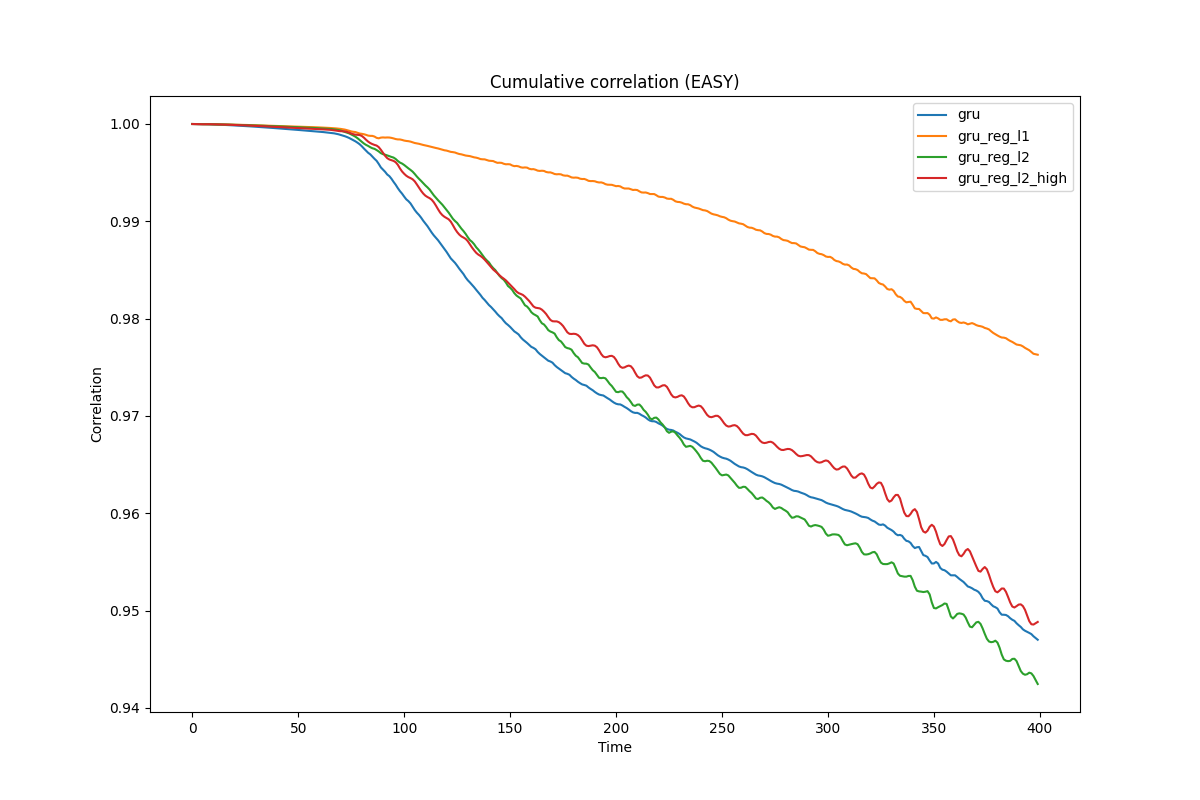 Cumulative correlation (EASY)
gru
gru_reg_l1
gru_reg_l2
gru_reg_l2_high
1.00
0.99
0.98
0.97
0.96
0.95
0.94
Correlation
0
50
100
150
200
250
300
350
400
Time